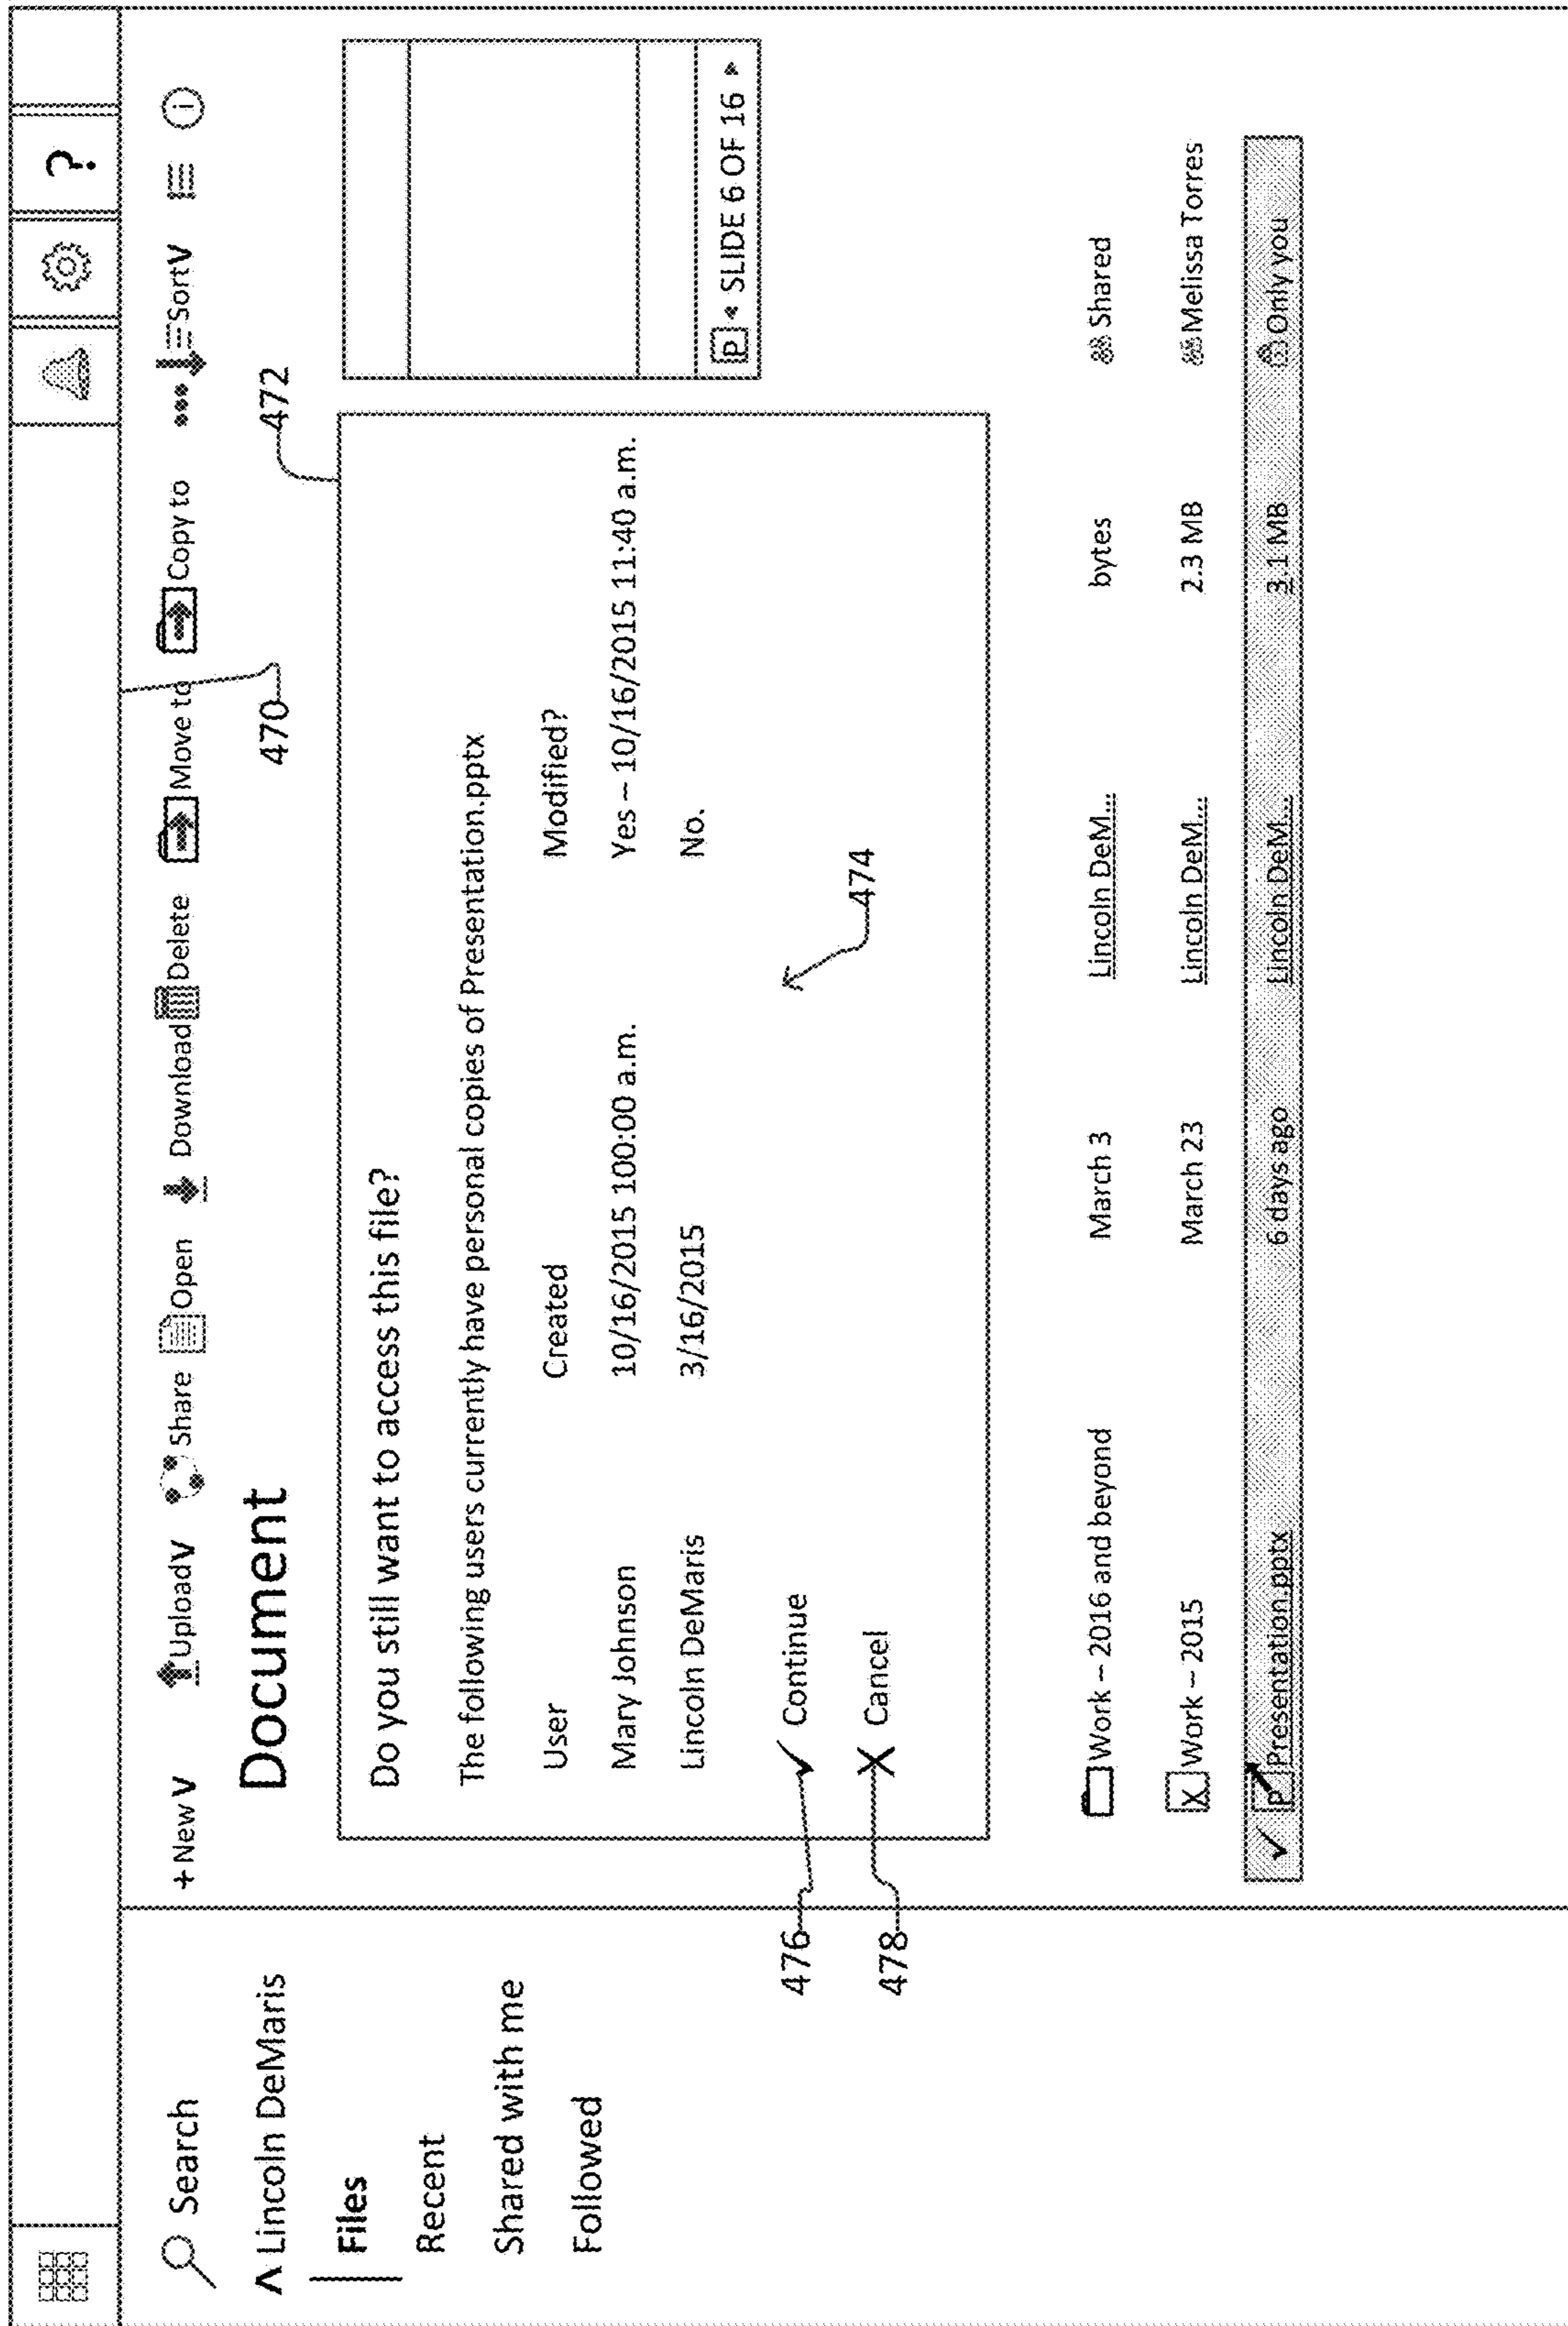 ?
Search
+ New V Upload V Share Open Download Delete Move to Copy to ••• Sort V i
Λ Lincoln DeMaris
Document
470
472
Files
Recent
Shared with me
Followed
Do you still want to access this file?
The following users currently have personal copies of Presentation.pptx
User Created Modified?
Mary Johnson 10/16/2015 100:00 a.m. Yes – 10/16/2015 11:40 a.m.
Lincoln DeMaris 3/16/2015 No.
P SLIDE 6 OF 16
476 Continue
474
478 Cancel
Work – 2016 and beyond March 3 Lincoln DeM... bytes Shared
X Work – 2015 March 23 Lincoln DeM... 2.3 MB Melissa Torres
P Presentation.pptx 6 days ago Lincoln DeM... 3.1 MB Only you